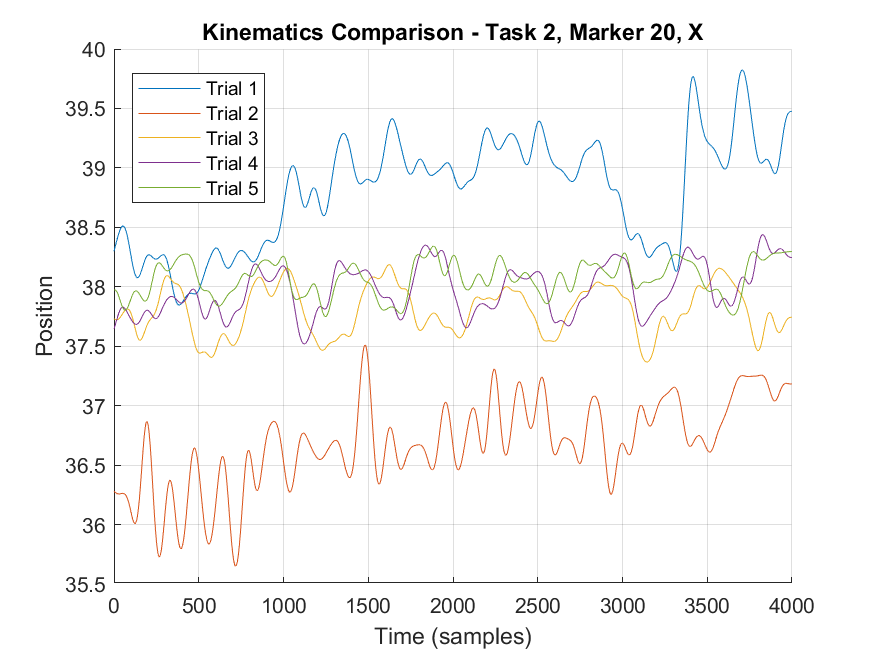 Kinematics Comparison - Task 2, Marker 20, X
40
39.5
39
38.5
38
37.5
37
36.5
36
35.5
Position
Trial 1
Trial 2
Trial 3
Trial 4
Trial 5
0 500 1000 1500 2000 2500 3000 3500 4000
Time (samples)